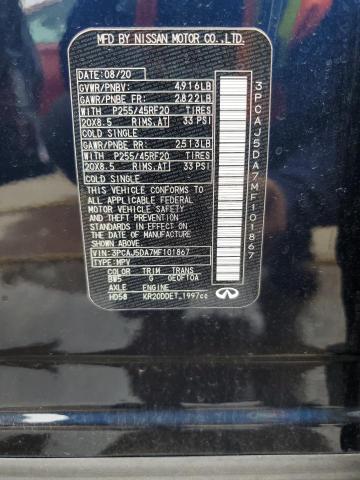 MFD BY NISSAN MOTOR CO., LTD.
DATE: 08/20
GVWR/PNBV: 4916LB
GAWR/PNBE FR: 2822LB
WITH P255/45RF20 TIRES
20X8.5 RIMS, AT 33 PSI
COLD SINGLE
GAWR/PNBE RR: 2513LB
WITH P255/45RF20 TIRES
20X8.5 RIMS, AT 33 PSI
COLD SINGLE
THIS VEHICLE CONFORMS TO
ALL APPLICABLE FEDERAL
MOTOR VEHICLE SAFETY
AND THEFT PREVENTION
STANDARDS IN EFFECT ON
THE DATE OF MANUFACTURE
SHOWN ABOVE.
VIN: 3PCAJ5DA7MF101867
TYPE: MPV
COLOR TRIM TRANS
BW5 G GE0F10A
HD58 KR20DDET 1997cc
3PCAJ5DA7MF101867